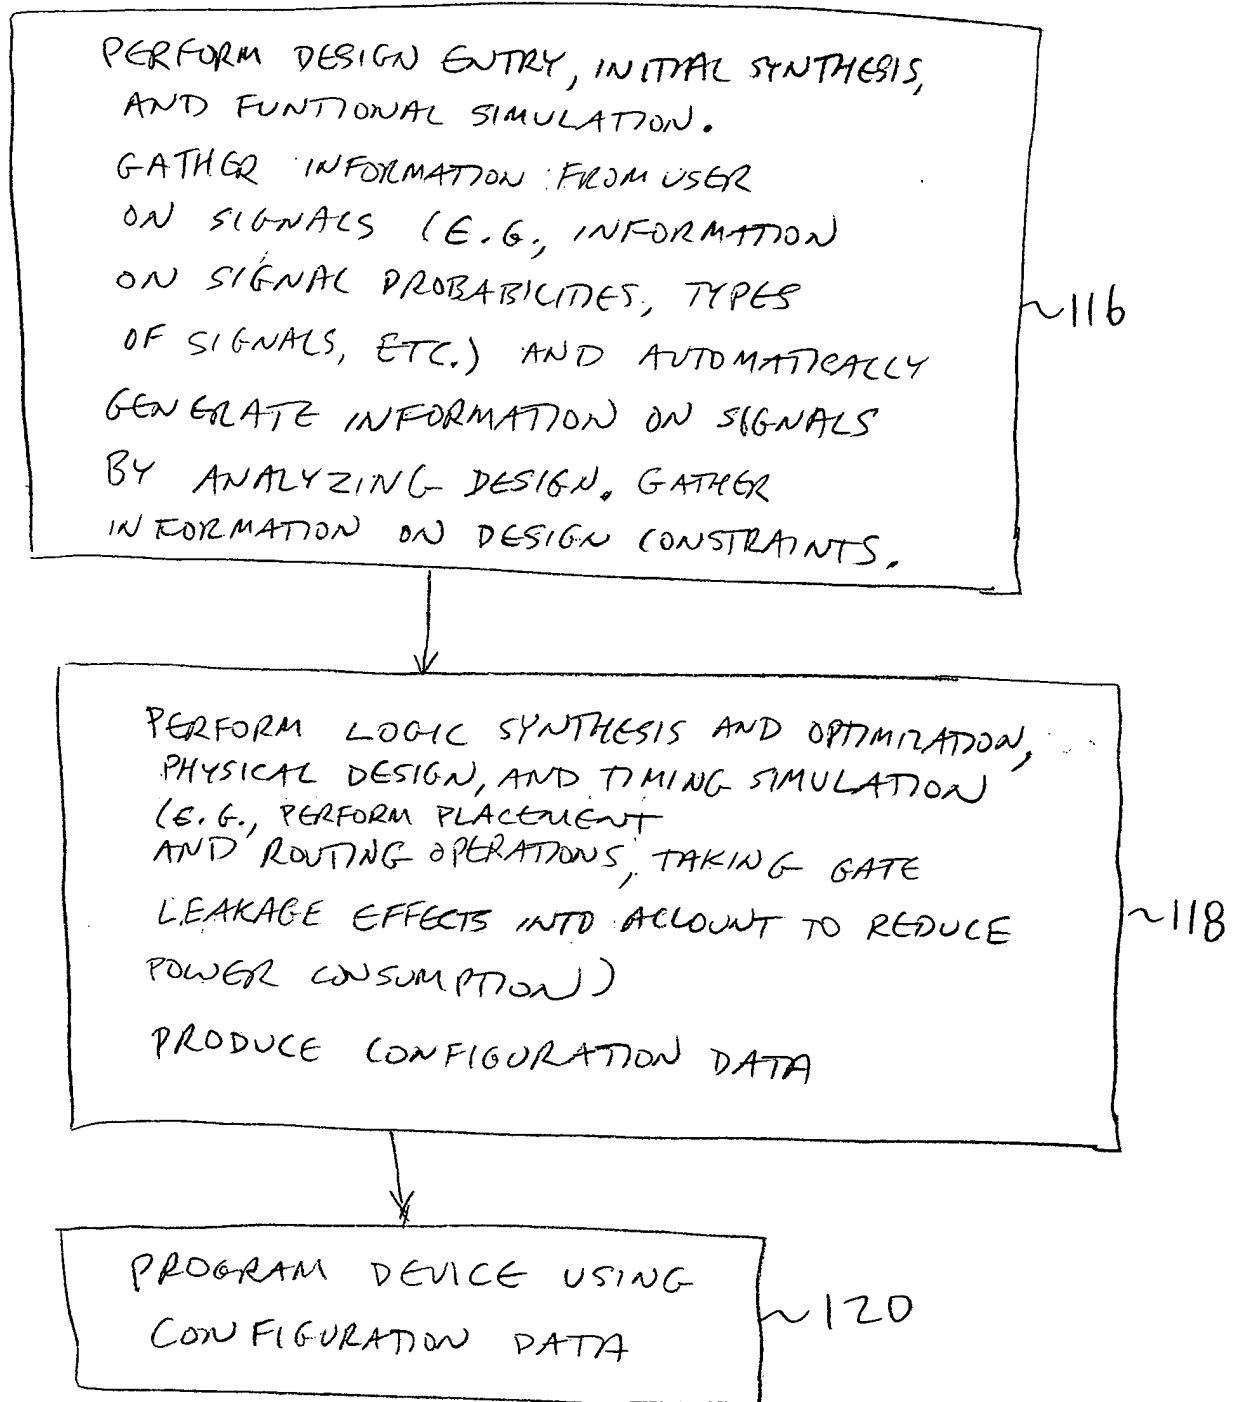 PERFORM DESIGN ENTRY, INITIAL SYNTHESIS,
AND FUNTIONAL SIMULATION.
GATHER INFORMATION FROM USER
ON SIGNALS (E.G., INFORMATION
ON SIGNAL PROBABILITIES, TYPES
OF SIGNALS, ETC.) AND AUTOMATICALLY
GENERATE INFORMATION ON SIGNALS
BY ANALYZING DESIGN. GATHER
INFORMATION ON DESIGN CONSTRAINTS.
~116
PERFORM LOGIC SYNTHESIS AND OPTIMIZATION,
PHYSICAL DESIGN, AND TIMING SIMULATION
(E.G., PERFORM PLACEMENT
AND ROUTING OPERATIONS, TAKING GATE
LEAKAGE EFFECTS INTO ACCOUNT TO REDUCE
POWER CONSUMPTION)
PRODUCE CONFIGURATION DATA
~118
PROGRAM DEVICE USING
CONFIGURATION DATA
~120